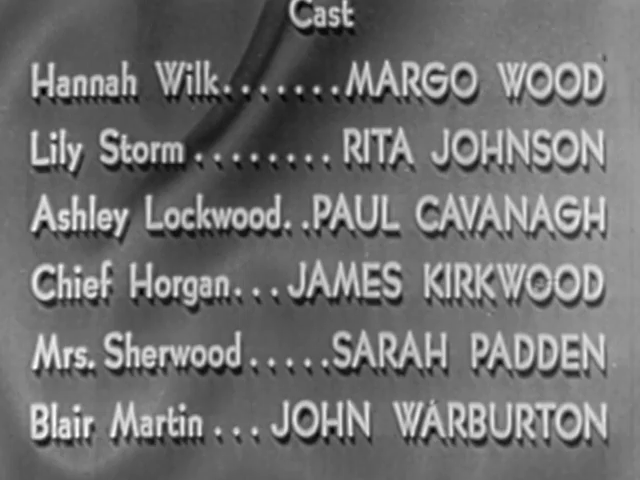 Cast
Hannah Wilk.......MARGO WOOD
Lily Storm........RITA JOHNSON
Ashley Lockwood..PAUL CAVANAGH
Chief Horgan...JAMES KIRKWOOD
Mrs. Sherwood.....SARAH PADDEN
Blair Martin...JOHN WARBURTON